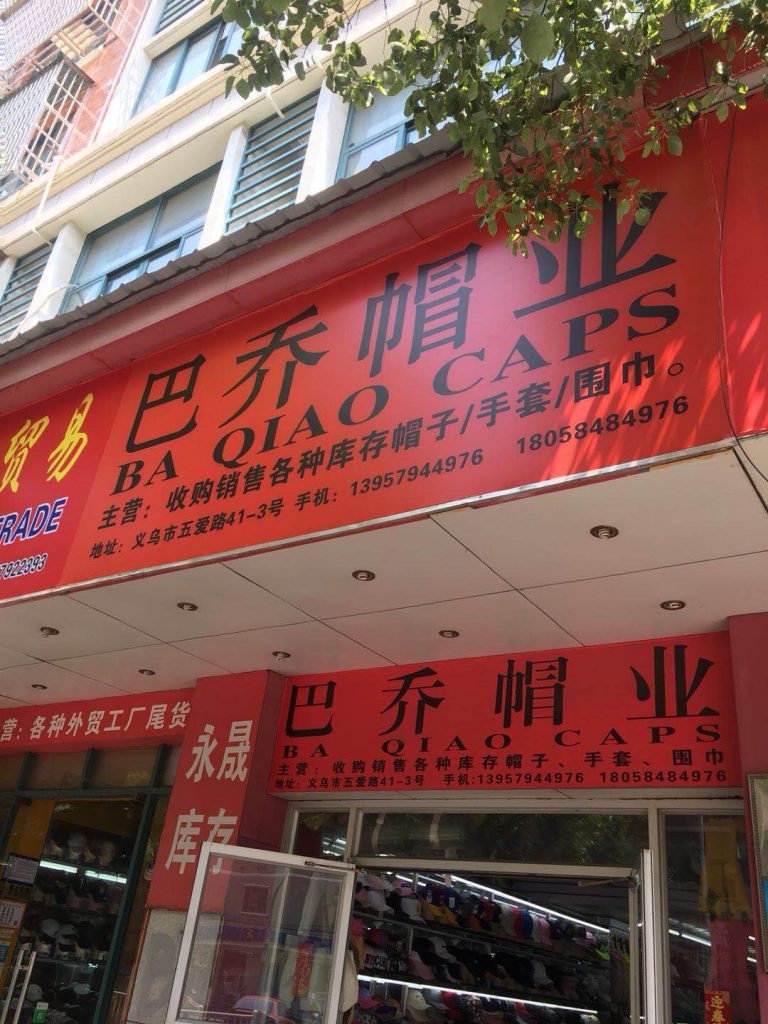 贸易
TRADE
7922393
巴乔帽业
BA QIAO CAPS
主营：收购销售各种库存帽子/手套/围巾。
地址：义乌市五爱路41-3号 手机：13957944976 18058484976
营：各种外贸工厂尾货
永晟
库存
巴乔帽业
BA QIAO CAPS
主营：收购销售各种库存帽子、手套、围巾
地址：义乌市五爱路41-3号 手机:13957944976 18058484976
迎春